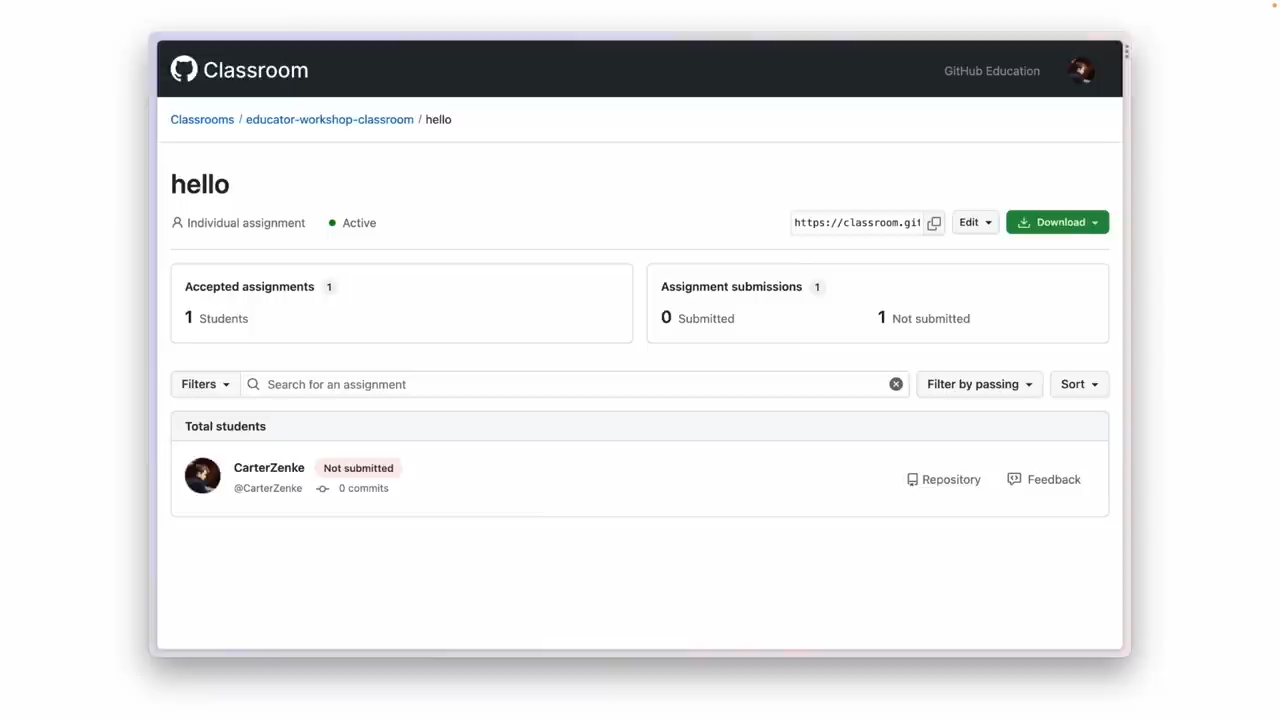 Classroom
GitHub Education
Classrooms / educator-workshop-classroom / hello
hello
Individual assignment
Active
https://classroom.git
Edit
Download
Accepted assignments 1
1 Students
Assignment submissions 1
0 Submitted
1 Not submitted
Filters
Search for an assignment
Filter by passing
Sort
Total students
CarterZenke
Not submitted
@CarterZenke
0 commits
Repository
Feedback